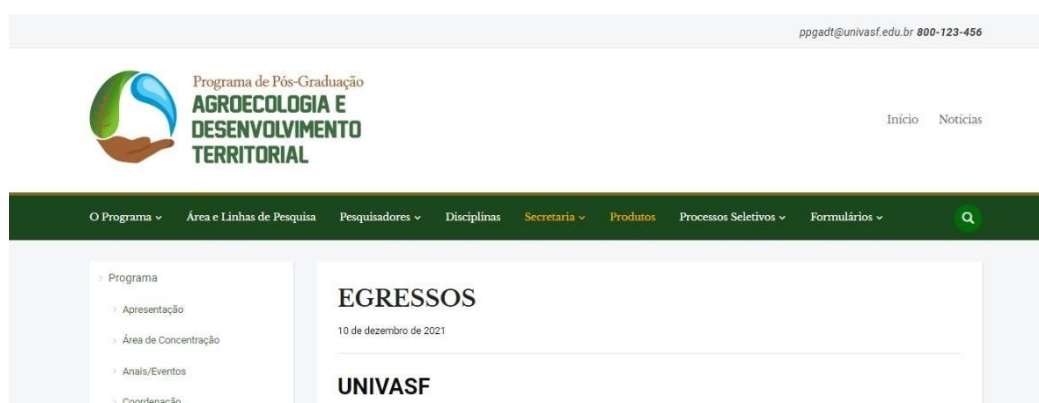 ppgadt@univasf.edu.br 800-123-456
Programa de Pós-Graduação
AGROECOLOGIA E
DESENVOLVIMENTO
TERRITORIAL
Início Notícias
O Programa Área e Linhas de Pesquisa Pesquisadores Disciplinas Secretaria Produtos Processos Seletivos Formulários
Programa
Apresentação
Área de Concentração
Anais/Eventos
Coordenação
EGRESSOS
10 de dezembro de 2021
UNIVASF